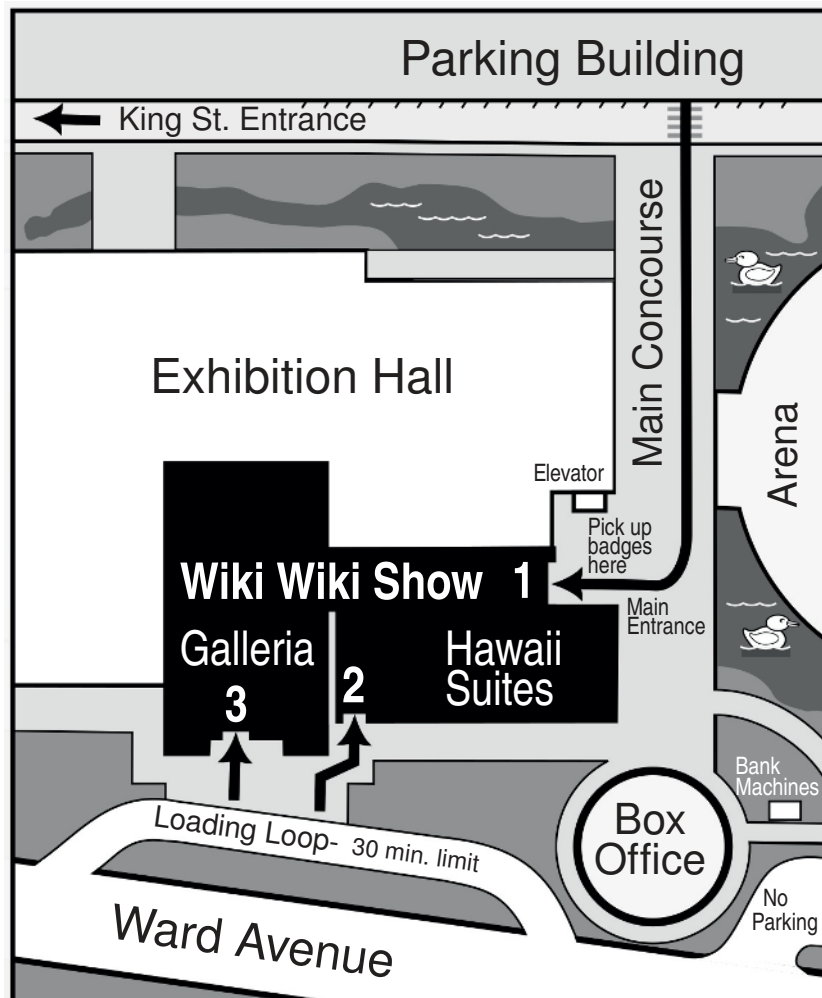 Parking Building
King St. Entrance
Main Concourse
Exhibition Hall
Arena
Elevator
Pick up
badges
here
Wiki Wiki Show 1
Main
Entrance
Galleria
3
2
Hawaii
Suites
Bank
Machines
Loading Loop- 30 min. limit
Box
Office
No
Parking
Ward Avenue